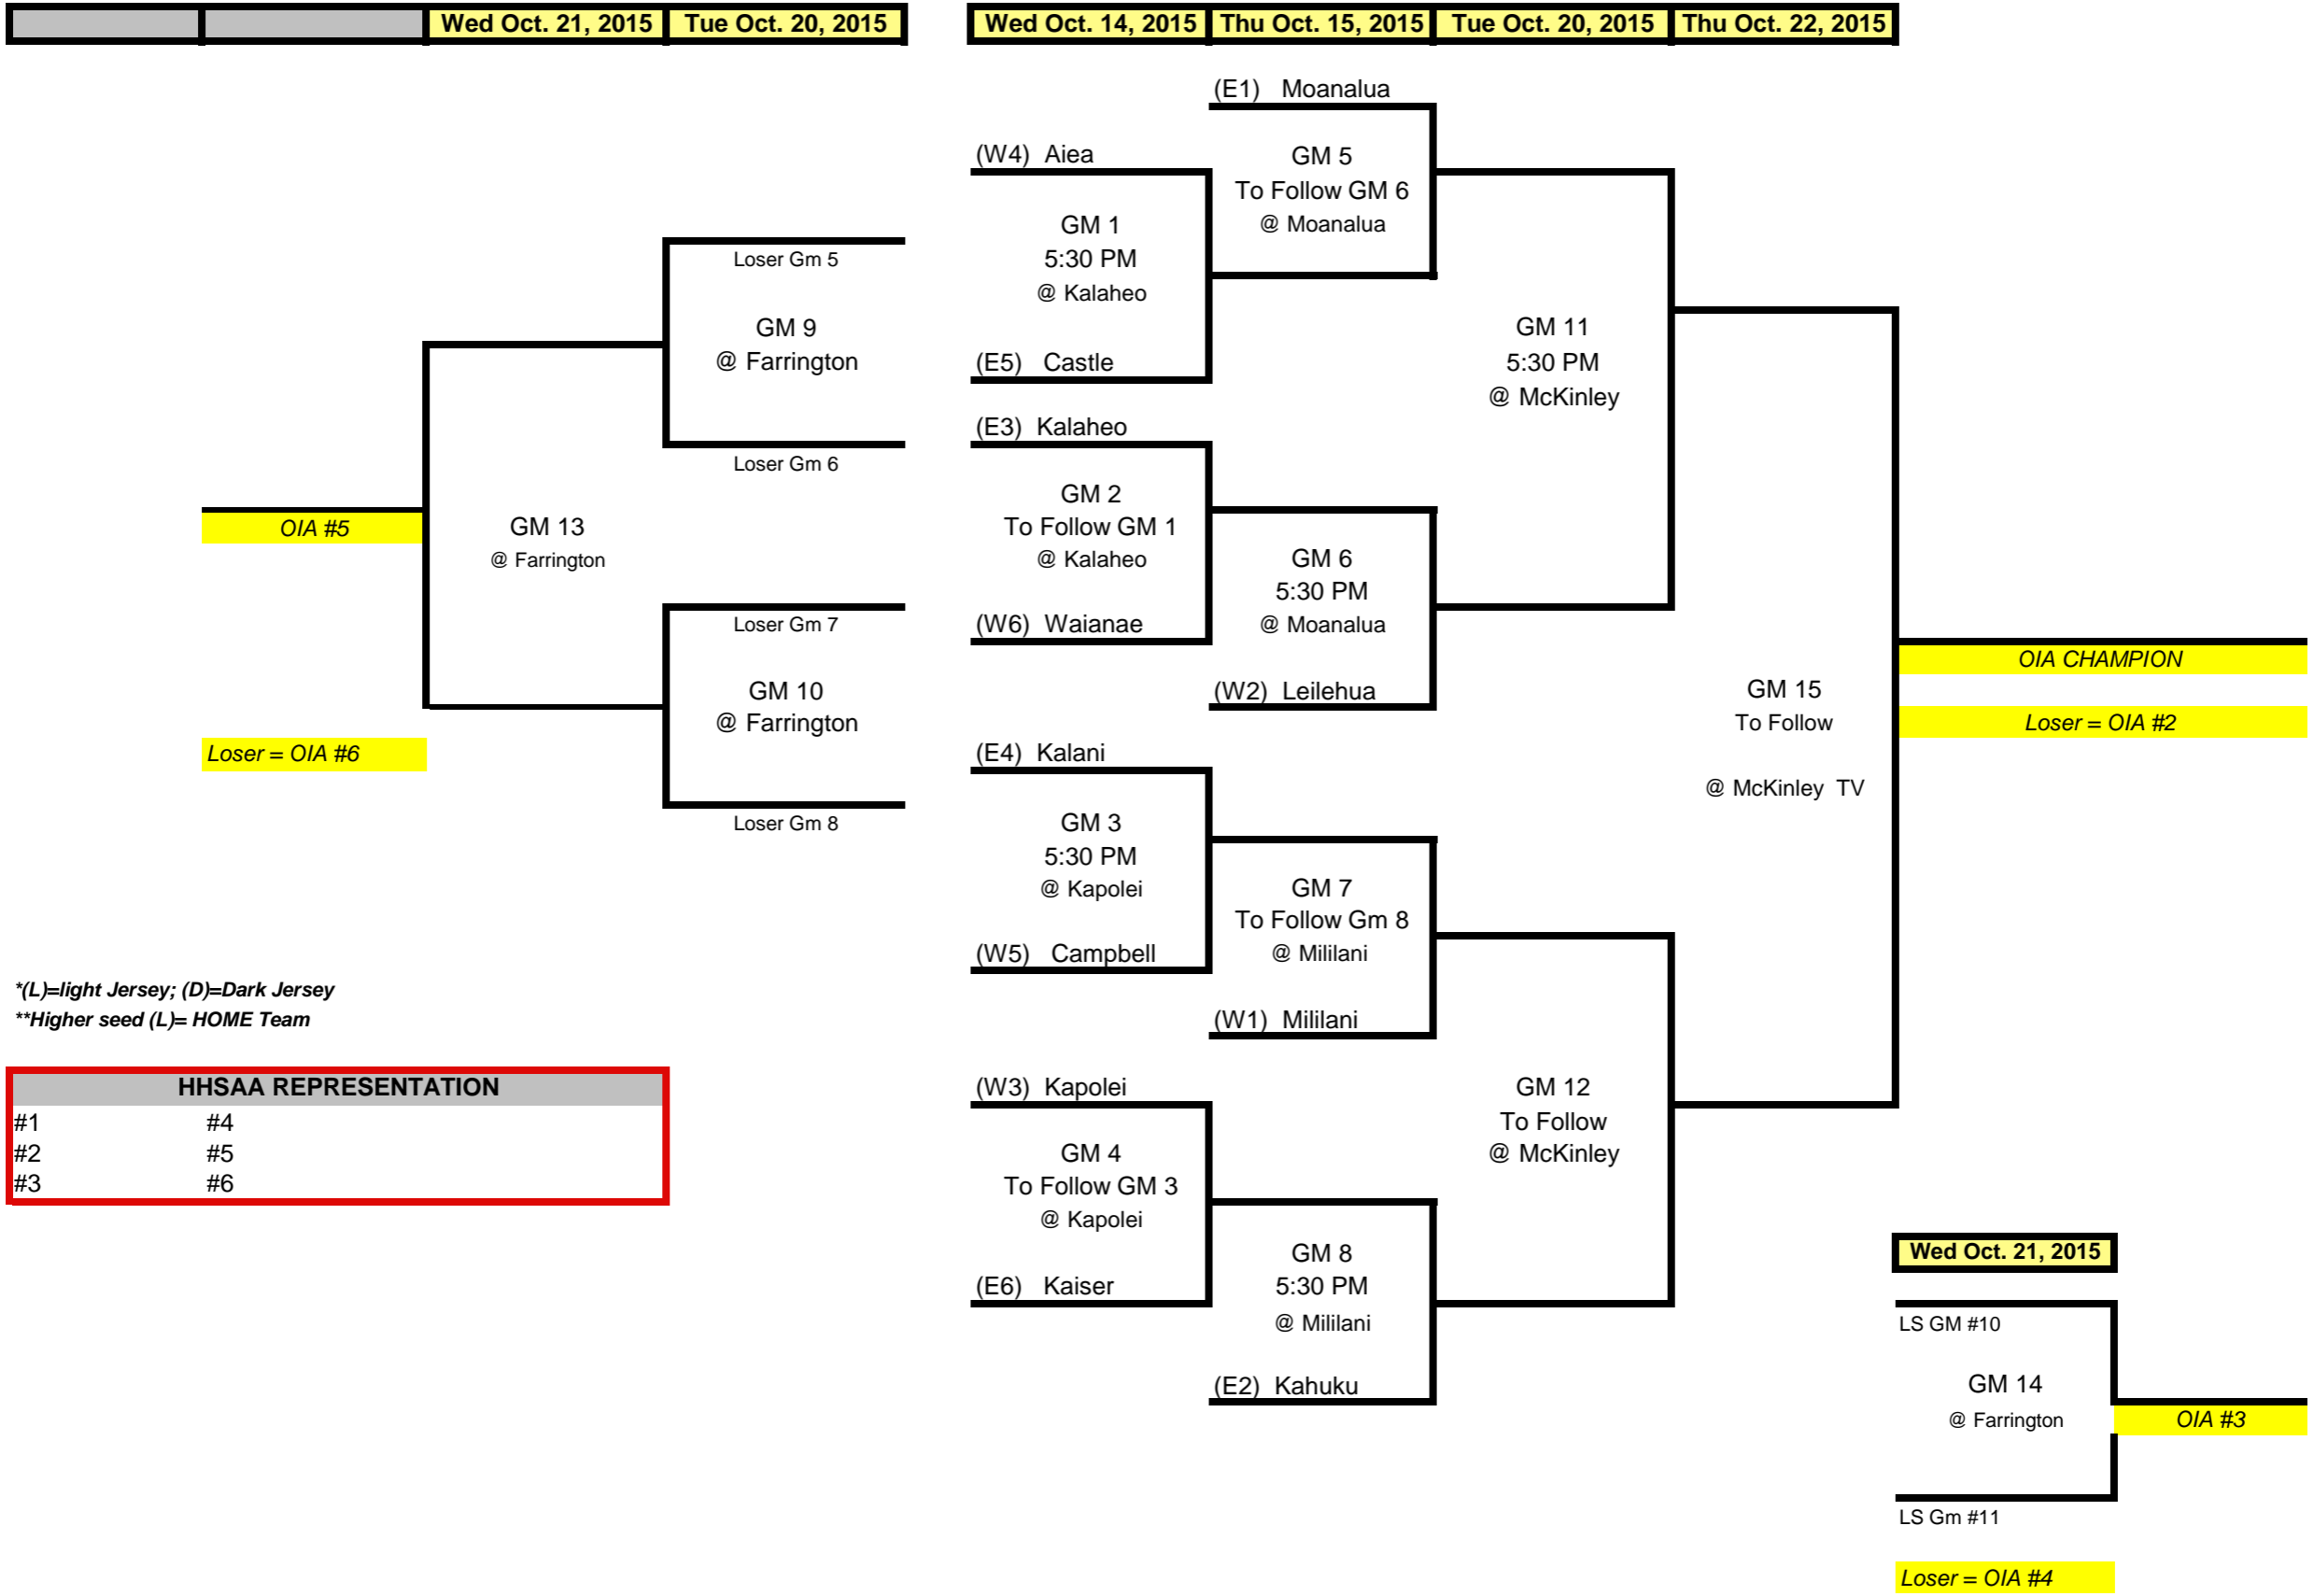 Wed Oct. 21, 2015 Tue Oct. 20, 2015 Wed Oct. 14, 2015 Thu Oct. 15, 2015 Tue Oct. 20, 2015 Thu Oct. 22, 2015
Loser Gm 5
GM 9
@ Farrington
Loser Gm 6
OIA #5
GM 13
@ Farrington
Loser Gm 7
GM 10
@ Farrington
Loser = OIA #6
Loser Gm 8
*(L)=light Jersey; (D)=Dark Jersey
**Higher seed (L)= HOME Team
HHSAA REPRESENTATION
#1 #4
#2 #5
#3 #6
(W4) Aiea
GM 1
5:30 PM
@ Kalaheo
(E5) Castle
(E3) Kalaheo
GM 2
To Follow GM 1
@ Kalaheo
(W6) Waianae
(E4) Kalani
GM 3
5:30 PM
@ Kapolei
(W5) Campbell
(W3) Kapolei
GM 4
To Follow GM 3
@ Kapolei
(E6) Kaiser
(E1) Moanalua
GM 5
To Follow GM 6
@ Moanalua
GM 6
5:30 PM
@ Moanalua
(W2) Leilehua
GM 7
To Follow Gm 8
@ Mililani
(W1) Mililani
GM 8
5:30 PM
@ Mililani
(E2) Kahuku
GM 11
5:30 PM
@ McKinley
GM 12
To Follow
@ McKinley
GM 15
To Follow
@ McKinley TV
OIA CHAMPION
Loser = OIA #2
Wed Oct. 21, 2015
LS GM #10
GM 14
@ Farrington
OIA #3
LS Gm #11
Loser = OIA #4